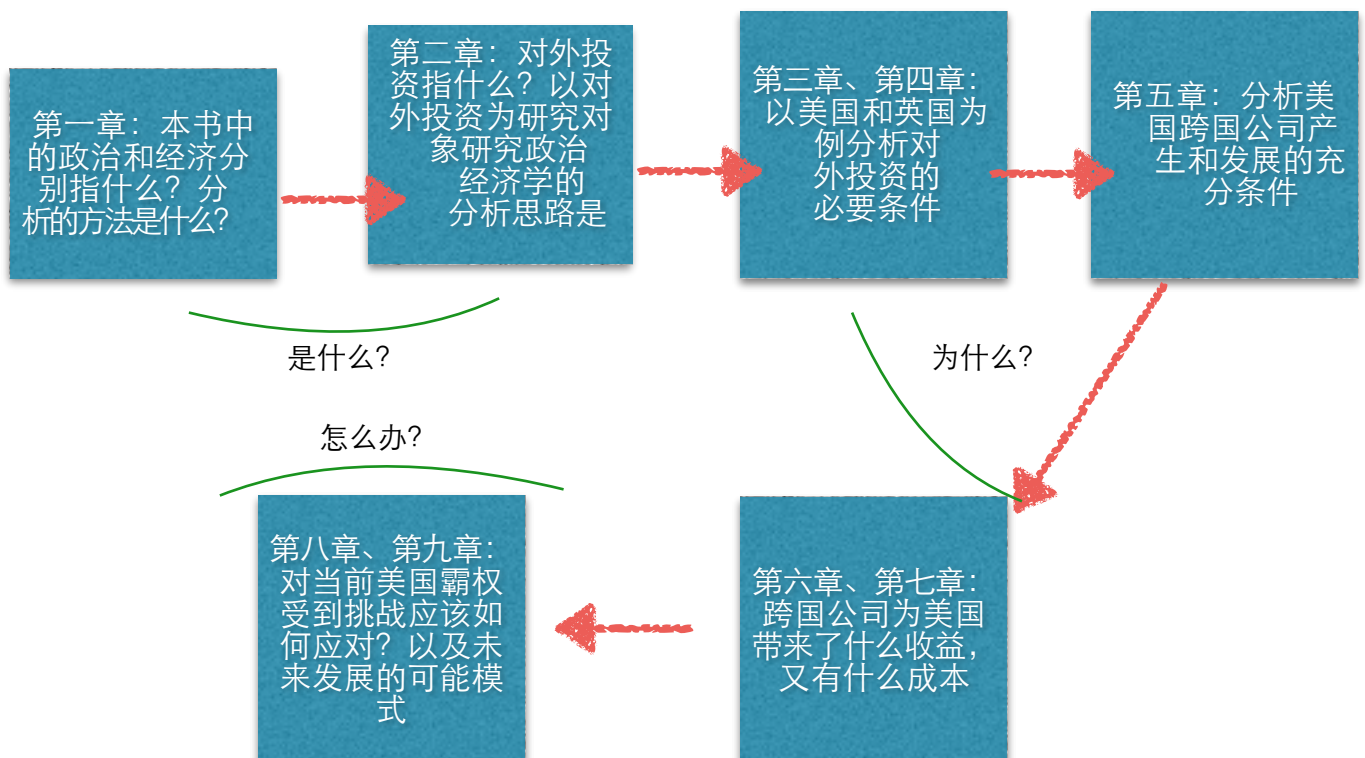 第一章：本书中
的政治和经济分
别指什么？分
析的方法是什么？
第二章：对外投
资指什么？以对
外投资为研究对
象研究政治
经济学的
分析思路是
第三章、第四章：
以美国和英国为
例分析对
外投资的
必要条件
第五章：分析美
国跨国公司产
生和发展的充
分条件
是什么？
为什么？
怎么办？
第八章、第九章：
对当前美国霸权
受到挑战应该如
何应对？以及未
来发展的可能模
式
第六章、第七章：
跨国公司为美国
带来了什么收益，
又有什么成本